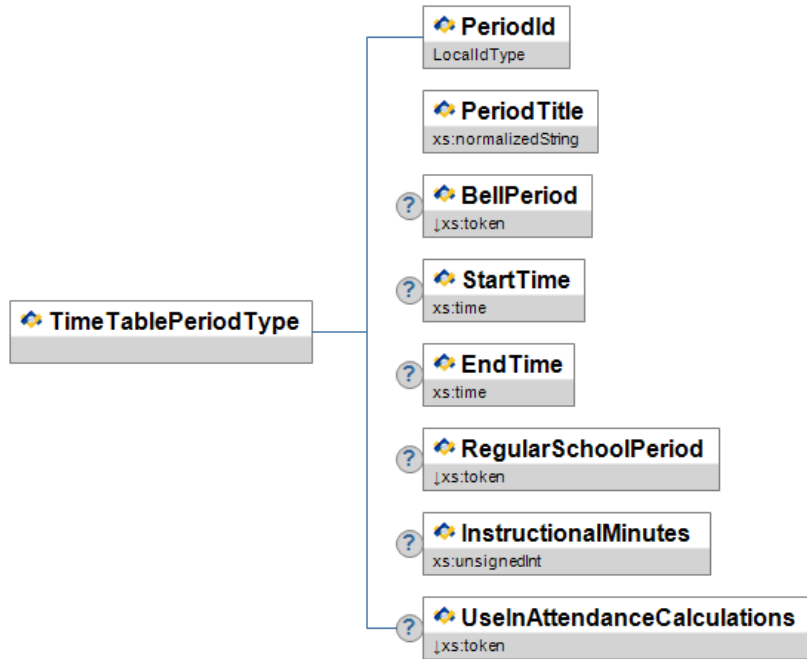 PeriodId
LocalIdType
PeriodTitle
xs:normalizedString
?
BellPeriod
↓xs:token
?
StartTime
xs:time
TimeTablePeriodType
?
EndTime
xs:time
?
RegularSchoolPeriod
↓xs:token
?
InstructionalMinutes
xs:unsignedInt
?
UseInAttendanceCalculations
↓xs:token